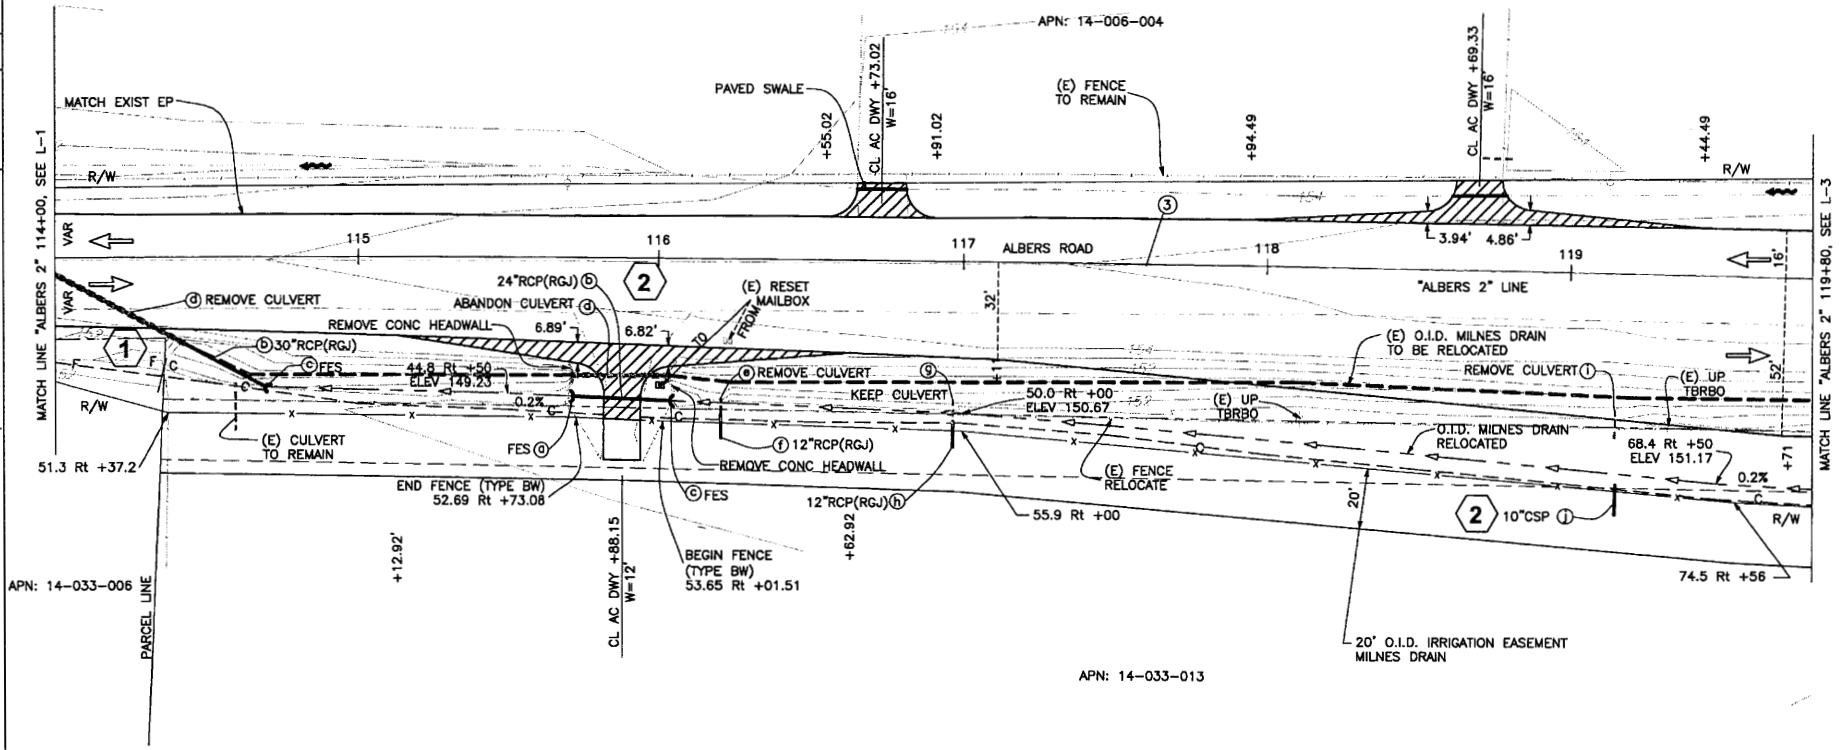 APN: 14-006-004
154
CL AC DWY +73.02
W=16'
CL AC DWY +69.33
W=16'
PAVED SWALE
(E) FENCE
TO REMAIN
MATCH EXIST EP
+55.02
+91.02
+94.49
+44.49
MATCH LINE "ALBERS 2" 114+00, SEE L-1
R/W
R/W
154
3
MATCH LINE "ALBERS 2" 119+80, SEE L-3
VAR
115
116
117
ALBERS ROAD
118
119
3.94'
4.86'
16'
VAR
24"RCP(RGJ) b
2
(E) RESET
MAILBOX
32'
"ALBERS 2" LINE
d REMOVE CULVERT
ABANDON CULVERT d
FROM
TO
REMOVE CONC HEADWALL
6.89'
6.82'
(E) O.I.D. MILNES DRAIN
TO BE RELOCATED
154
1
b 30"RCP(RGJ)
F
F
C
c FES
44.8 Rt +50
ELEV 149.23
e REMOVE CULVERT
g
11'
REMOVE CULVERT i
52'
KEEP CULVERT
50.0 Rt +00
ELEV 150.67
152
(E) UP
TBRBO
(E) UP
TBRBO
C
0.2%
C
C
R/W
(E) CULVERT
TO REMAIN
O.I.D. MILNES DRAIN
RELOCATED
68.4 Rt +50
ELEV 151.17
+71
FES a
f 12"RCP(RGJ)
51.3 Rt +37.2
REMOVE CONC HEADWALL
(E) FENCE
RELOCATE
0.2%
END FENCE (TYPE BW)
52.69 Rt +73.08
c FES
12"RCP(RGJ) h
20'
C
55.9 Rt +00
2
10"CSP j
R/W
+12.92'
+62.92
CL AC DWY +88.15
W=12'
BEGIN FENCE
(TYPE BW)
53.65 Rt +01.51
APN: 14-033-006
PARCEL LINE
74.5 Rt +56
20' O.I.D. IRRIGATION EASEMENT
MILNES DRAIN
APN: 14-033-013